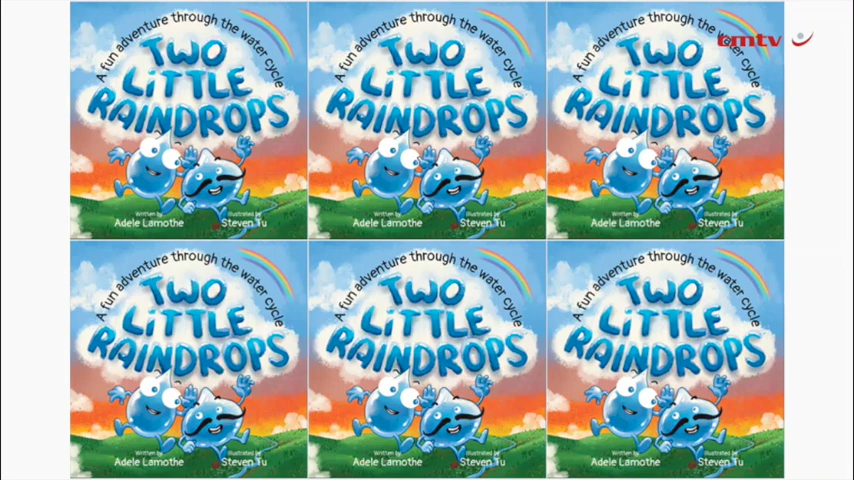 A fun adventure through the water cycle
TWO
LITTLE
RAINDROPS
Written by
Adele Lamothe
Illustrated by
Steven Tu
A fun adventure through the water cycle
TWO
LITTLE
RAINDROPS
Written by
Adele Lamothe
Illustrated by
Steven Tu
A fun adventure through the water cycle
TWO
LITTLE
RAINDROPS
Written by
Adele Lamothe
Illustrated by
Steven Tu
tmtv
A fun adventure through the water cycle
TWO
LITTLE
RAINDROPS
Written by
Adele Lamothe
Illustrated by
Steven Tu
A fun adventure through the water cycle
TWO
LITTLE
RAINDROPS
Written by
Adele Lamothe
Illustrated by
Steven Tu
A fun adventure through the water cycle
TWO
LITTLE
RAINDROPS
Written by
Adele Lamothe
Illustrated by
Steven Tu